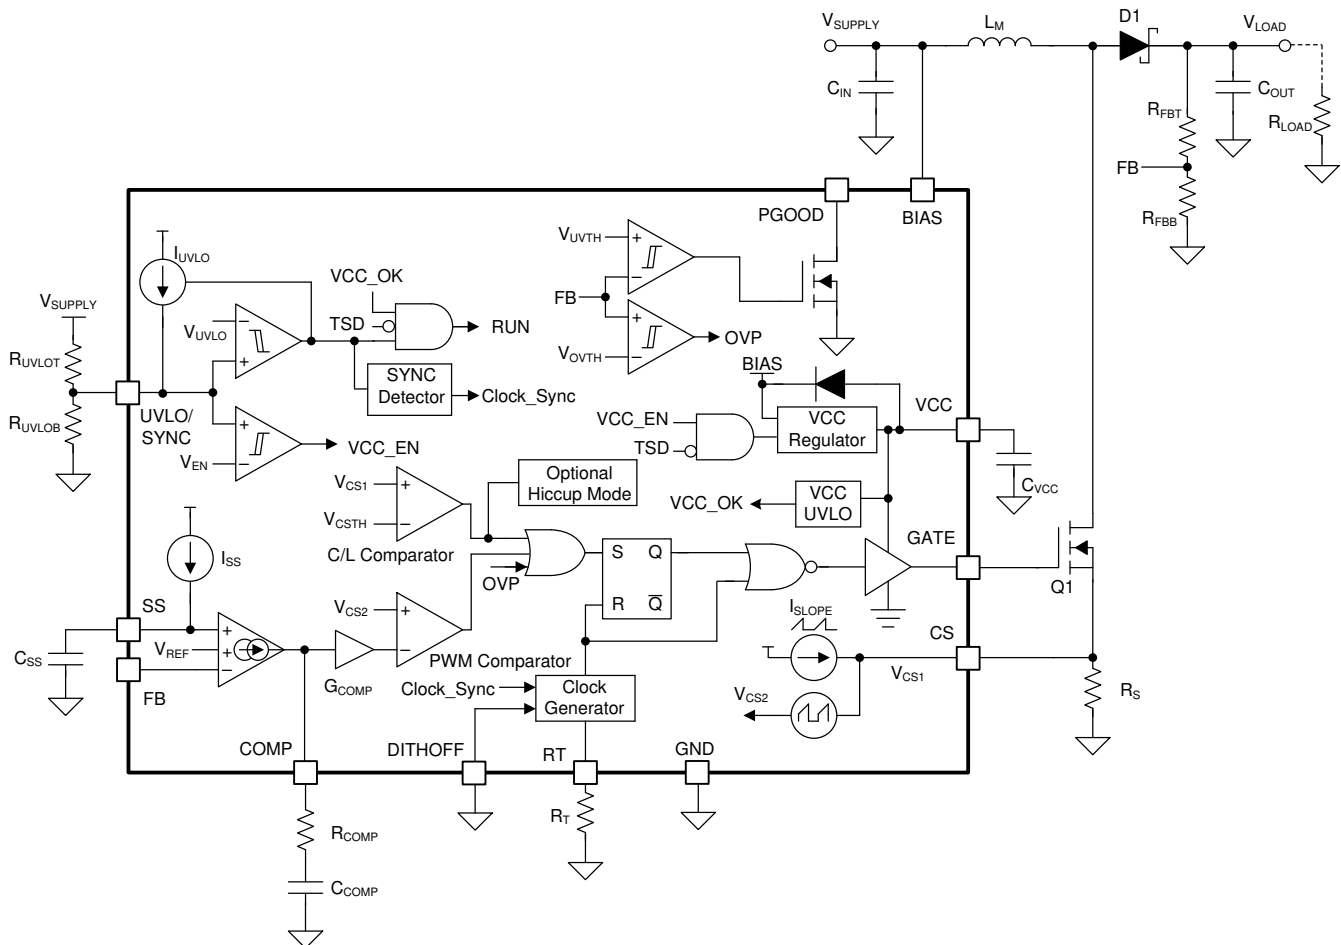 VSUPPLY
LM
D1
VLOAD
CIN
COUT
RFBT
RLOAD
FB
RFBB
PGOOD
BIAS
IUVLO
VUVTH
VCC_OK
VSUPPLY
FB
TSD
RUN
VUVLO
OVP
RUVLOT
VOVTH
SYNC
Detector
BIAS
Clock_Sync
UVLO/
SYNC
VCC
RUVLOB
VCC_EN
VCC
Regulator
VCC_EN
TSD
VEN
Optional
Hiccup Mode
VCS1
CVCC
VCC_OK
VCC
UVLO
VCSTH
GATE
C/L Comparator
S
Q
ISS
OVP
Q1
SS
VCS2
R
Q
ISLOPE
CS
VREF
CSS
PWM Comparator
VCS1
FB
GCOMP
Clock_Sync
Clock
Generator
VCS2
RS
COMP
DITHOFF
RT
GND
RT
RCOMP
CCOMP